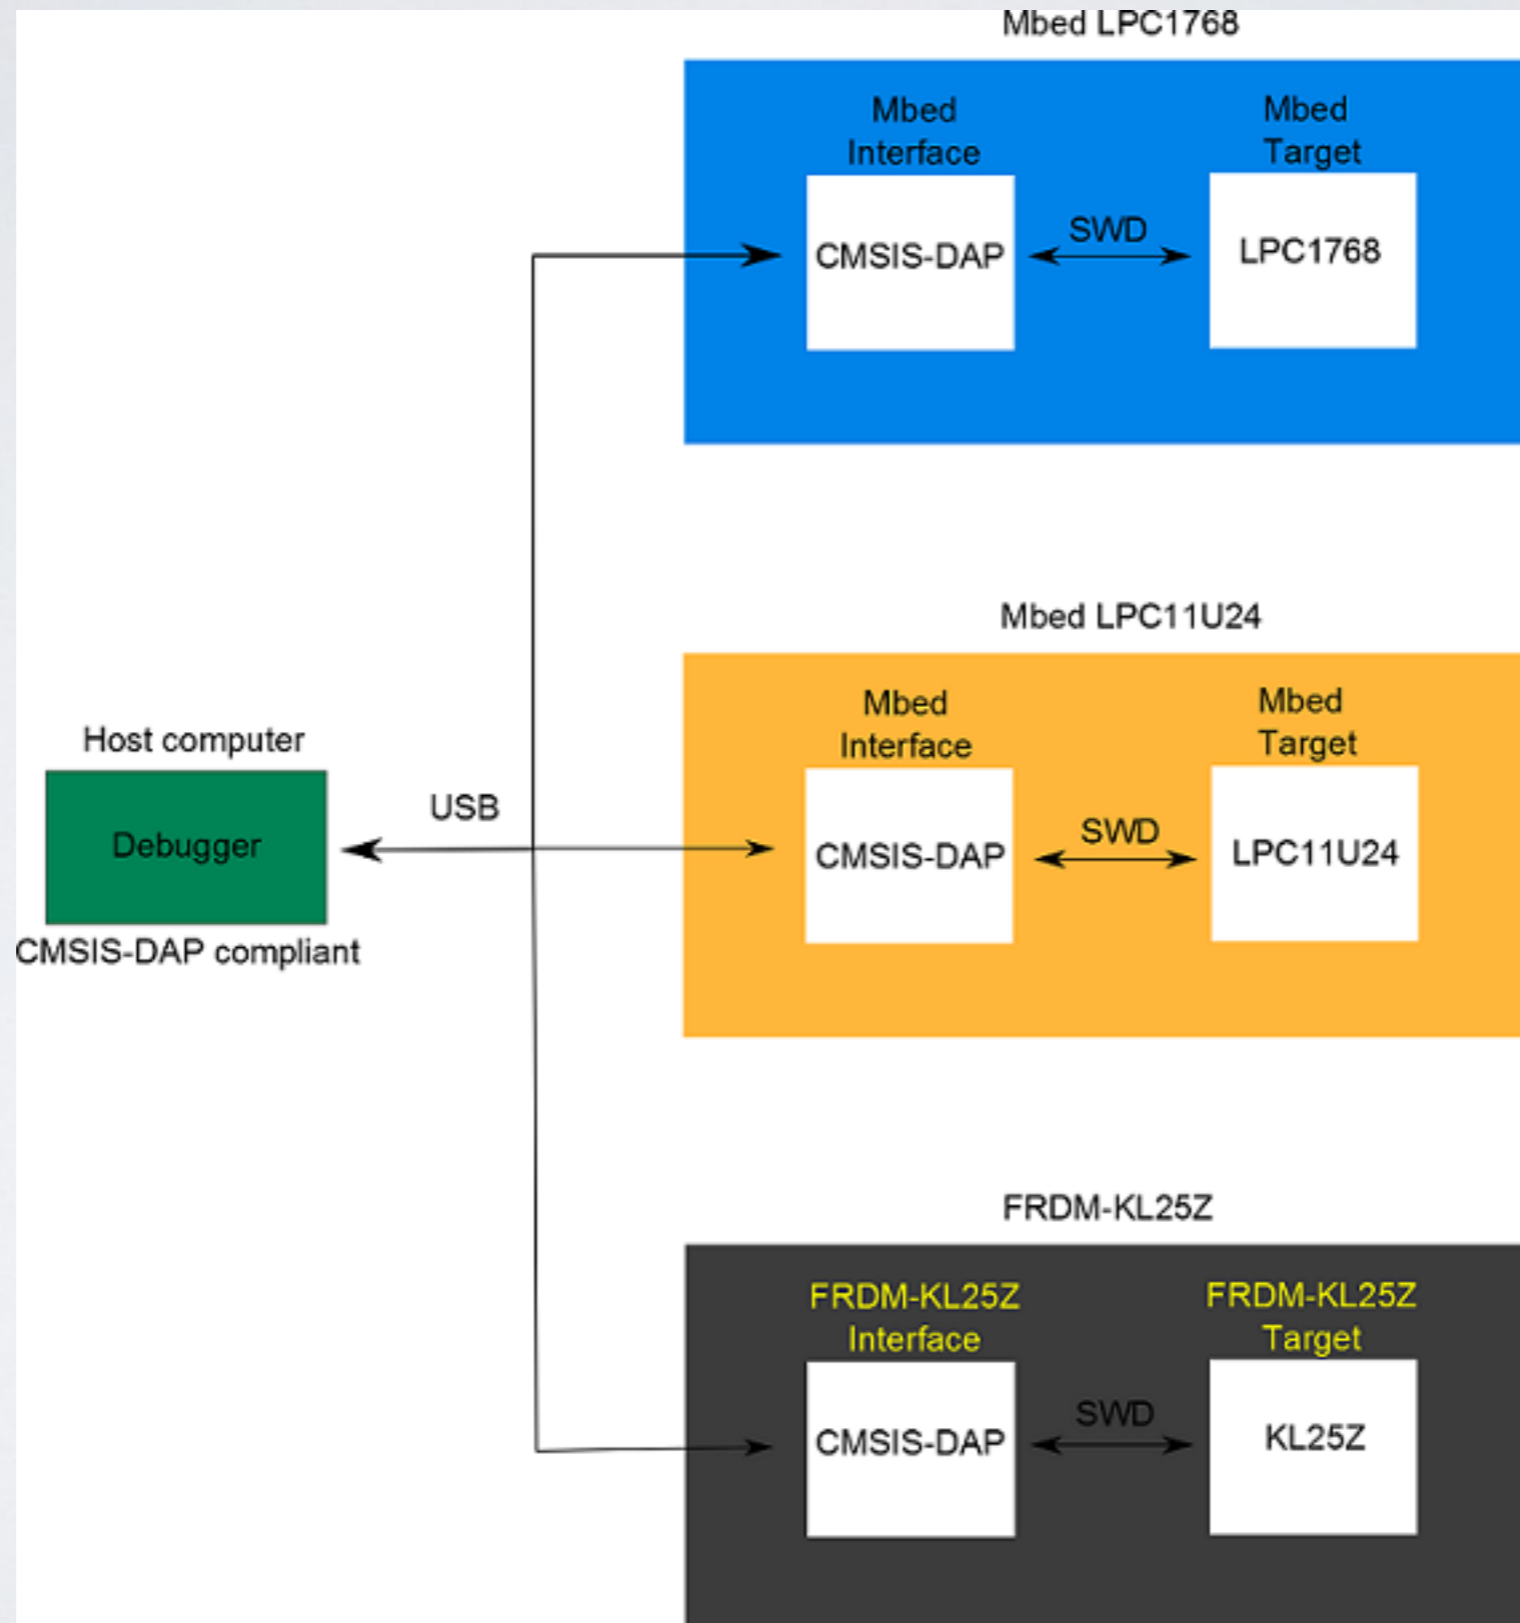 Mbed LPC1768
Mbed
Interface
Mbed
Target
CMSIS-DAP
SWD
LPC1768
Mbed LPC11U24
Mbed
Interface
Mbed
Target
Host computer
Debugger
USB
CMSIS-DAP compliant
CMSIS-DAP
SWD
LPC11U24
FRDM-KL25Z
FRDM-KL25Z
Interface
FRDM-KL25Z
Target
CMSIS-DAP
SWD
KL25Z